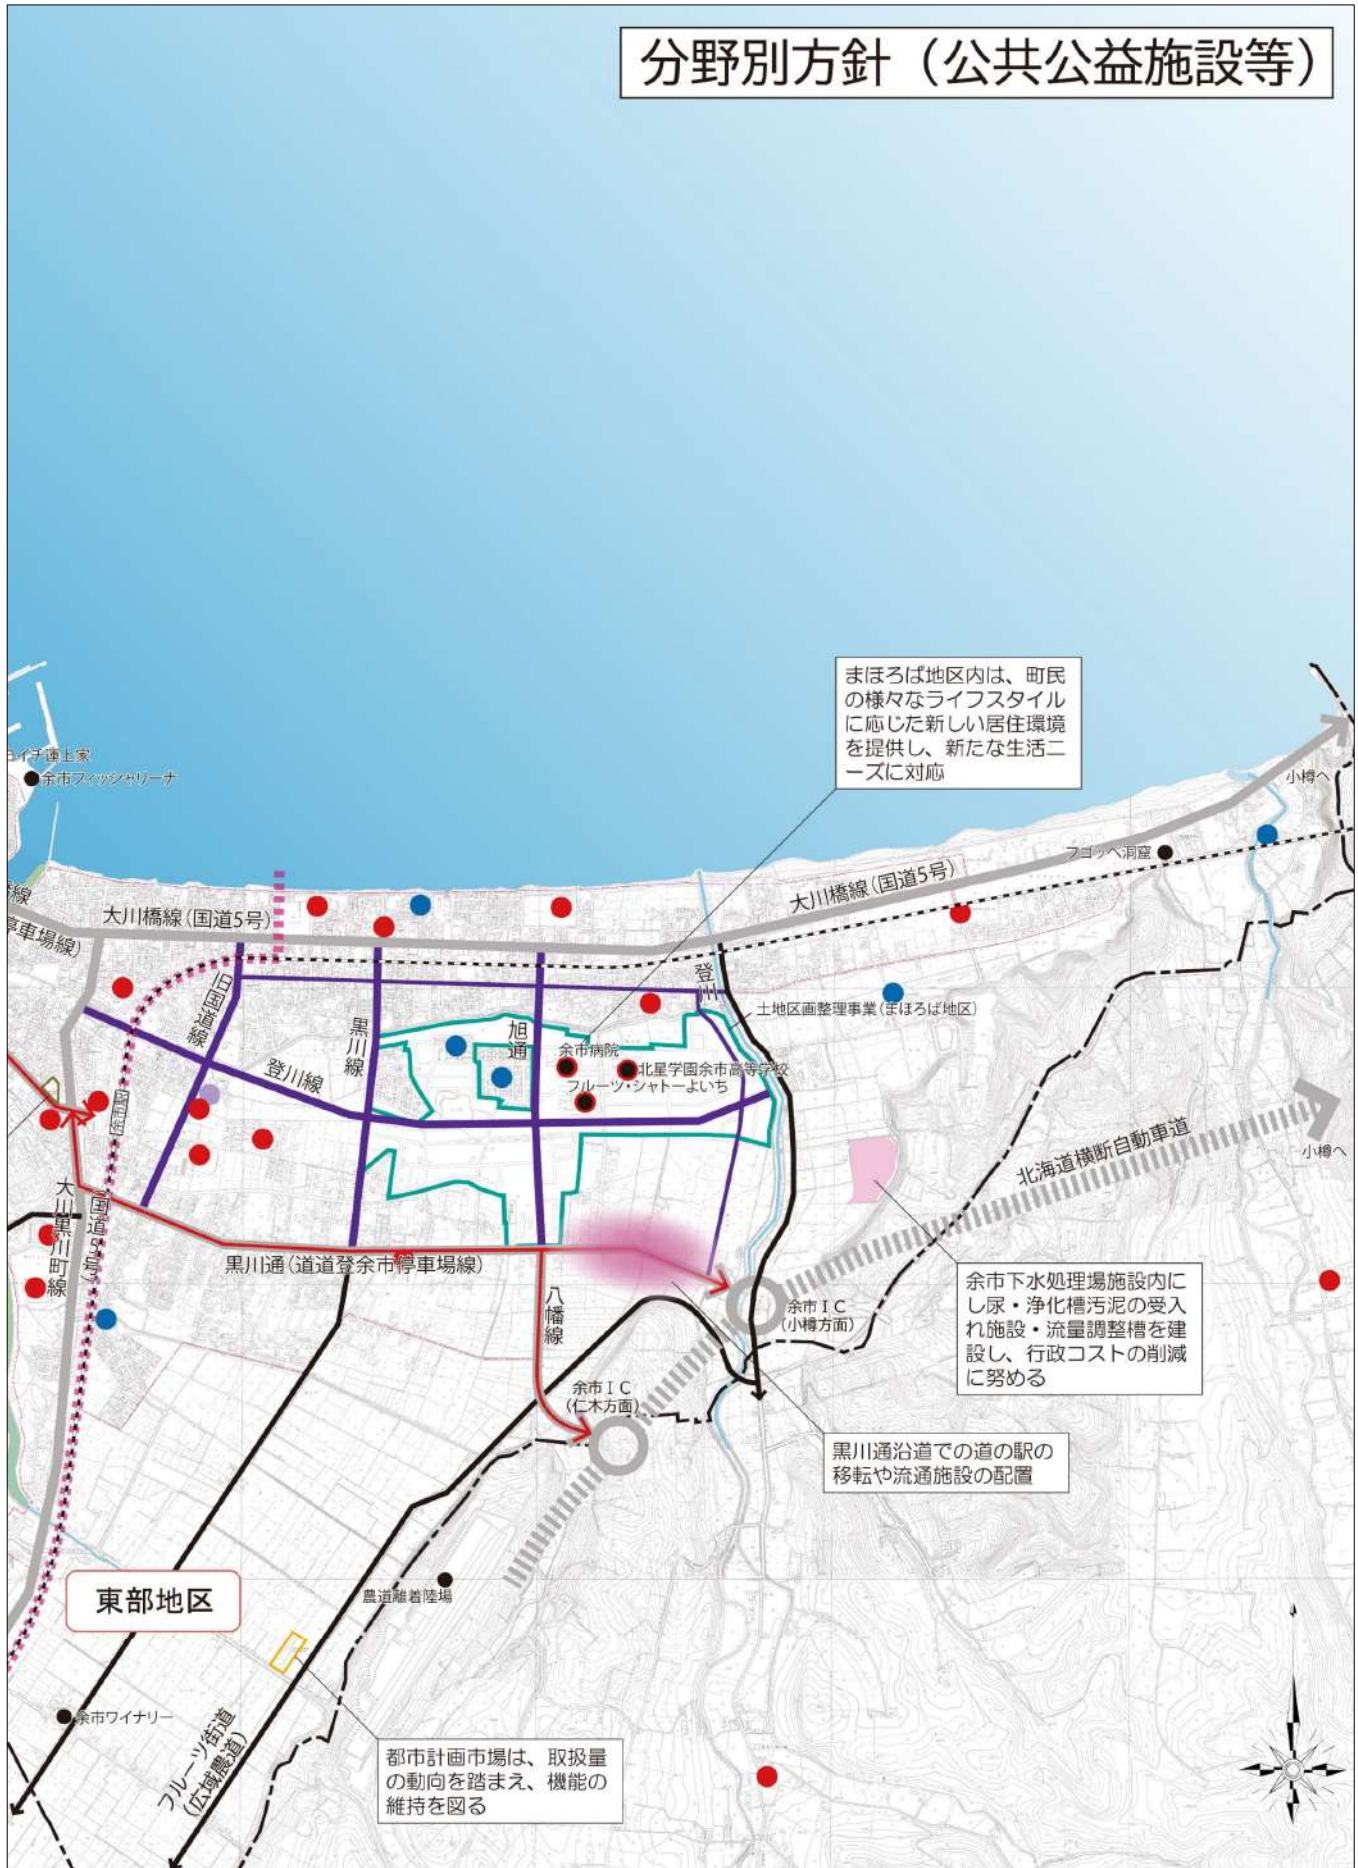 分野別方針（公共公益施設等）
まほろば地区内は、町民
の様々なライフスタイル
に応じた新しい居住環境
を提供し、新たな生活ニ
ーズに対応
イチ運上家
余市フィッシャリーナ
小樽へ
フゴッペ洞窟
大川橋線(国道5号)
大川橋線(国道5号)
橋線
停車場線)
登川
土地区画整理事業(まほろば地区)
旧国道線
黒川線
旭通
余市病院
北星学園余市高等学校
フルーツ・シャトーよいち
登川線
余市駅
北海道横断自動車道
小樽へ
大川黒川町線
(国道5号)
黒川通(道道登余市停車場線)
八幡線
余市ＩＣ
(小樽方面)
余市下水処理場施設内に
し尿・浄化槽汚泥の受入
れ施設・流量調整槽を建
設し、行政コストの削減
に努める
余市ＩＣ
(仁木方面)
黒川通沿道での道の駅の
移転や流通施設の配置
農道離着陸場
東部地区
余市ワイナリー
フルーツ街道
(広域農道)
都市計画市場は、取扱量
の動向を踏まえ、機能の
維持を図る